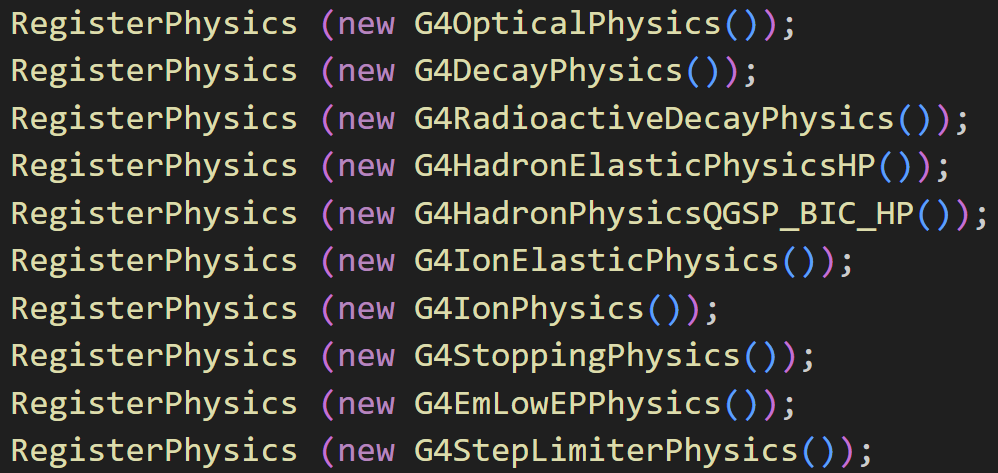 RegisterPhysics (new G4OpticalPhysics());
RegisterPhysics (new G4DecayPhysics());
RegisterPhysics (new G4RadioactiveDecayPhysics());
RegisterPhysics (new G4HadronElasticPhysicsHP());
RegisterPhysics (new G4HadronPhysicsQGSP_BIC_HP());
RegisterPhysics (new G4IonElasticPhysics());
RegisterPhysics (new G4IonPhysics());
RegisterPhysics (new G4StoppingPhysics());
RegisterPhysics (new G4EmLowEPPhysics());
RegisterPhysics (new G4StepLimiterPhysics());